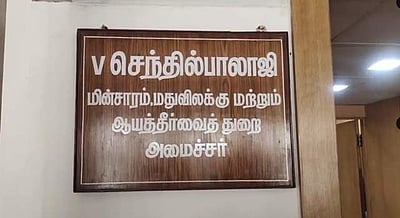 V செந்தில்பாலாஜி
மின்சாரம்,மதுவிலக்கு மற்றும்
ஆயத்தீர்வைத் துறை
அமைச்சர்